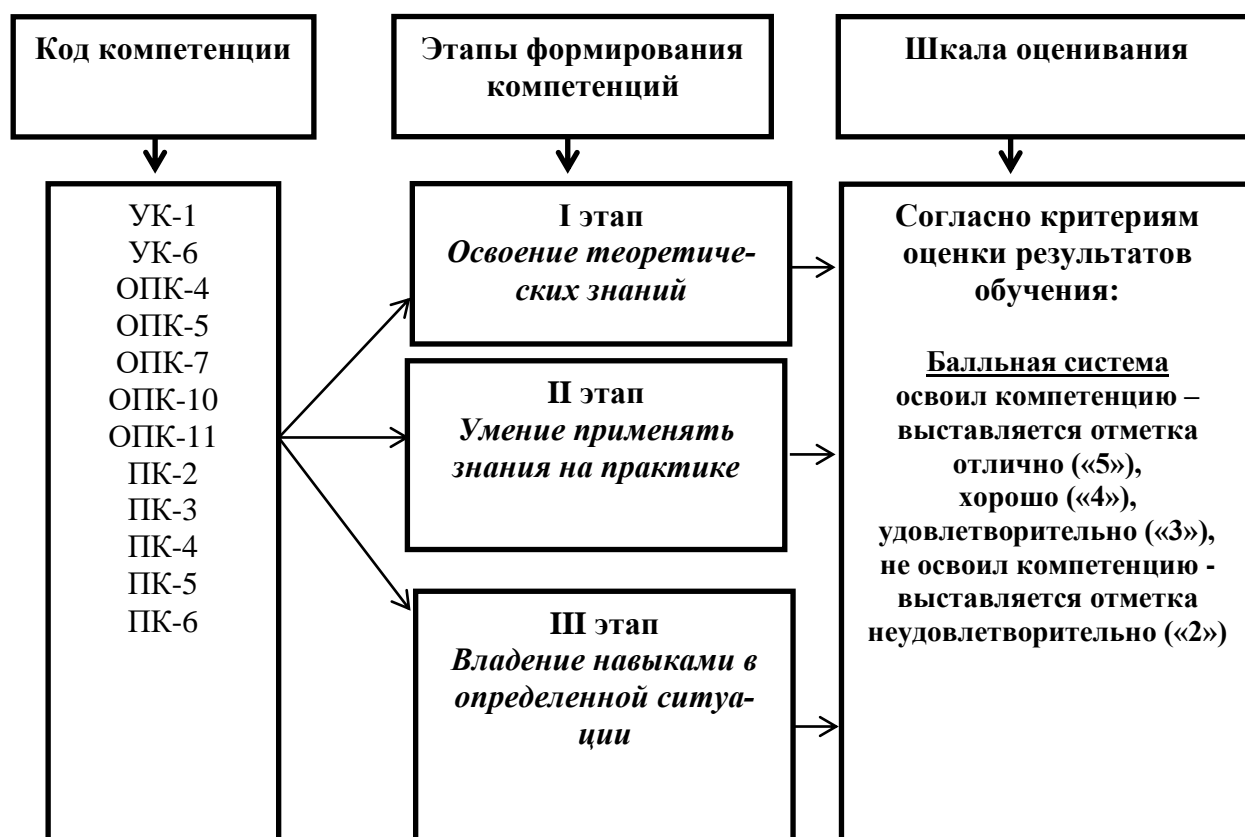 Код компетенции
Этапы формирования
компетенций
Шкала оценивания
УК-1
УК-6
ОПК-4
ОПК-5
ОПК-7
ОПК-10
ОПК-11
ПК-2
ПК-3
ПК-4
ПК-5
ПК-6
I этап
Освоение теоретиче-
ских знаний
II этап
Умение применять
знания на практике
III этап
Владение навыками в
определенной ситуа-
ции
Согласно критериям
оценки результатов
обучения:
Балльная система
освоил компетенцию –
выставляется отметка
отлично («5»),
хорошо («4»),
удовлетворительно («3»),
не освоил компетенцию -
выставляется отметка
неудовлетворительно («2»)